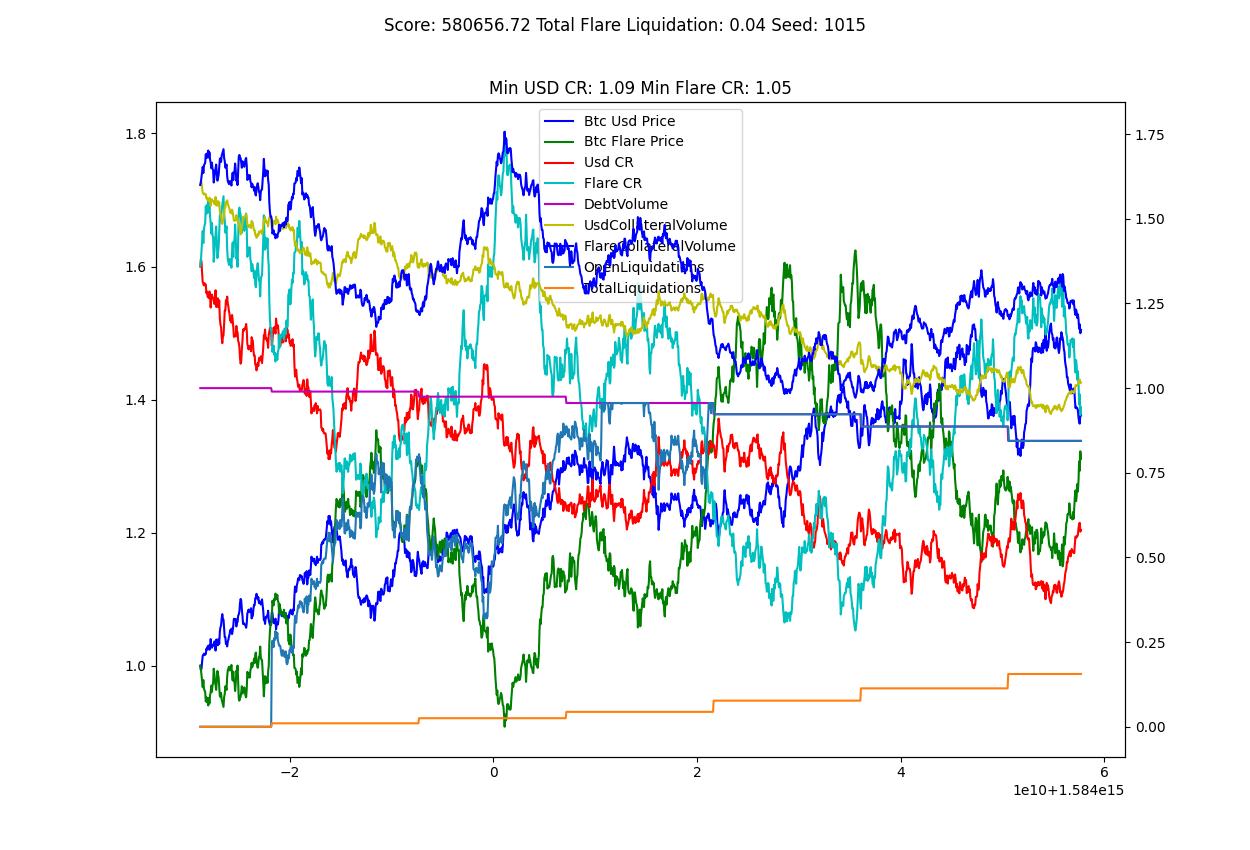 Score: 580656.72 Total Flare Liquidation: 0.04 Seed: 1015
Min USD CR: 1.09 Min Flare CR: 1.05
Btc Usd Price
Btc Flare Price
Usd CR
Flare CR
DebtVolume
UsdCollateralVolume
FlareCollateralVolume
OpenLiquidations
TotalLiquidations
1.8
1.6
1.4
1.2
1.0
1.75
1.50
1.25
1.00
0.75
0.50
0.25
0.00
−2
0
2
4
6
1e10+1.584e15